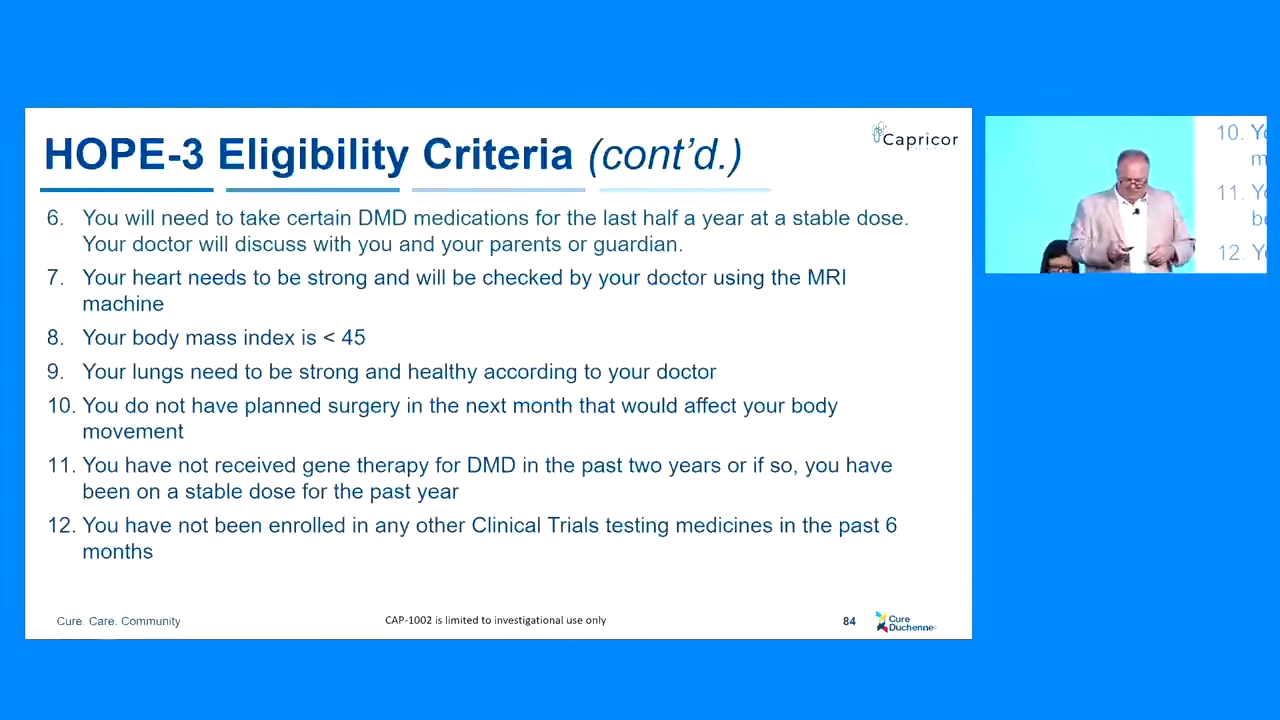 HOPE-3 Eligibility Criteria (cont’d.)
Capricor
6. You will need to take certain DMD medications for the last half a year at a stable dose.
Your doctor will discuss with you and your parents or guardian.
7. Your heart needs to be strong and will be checked by your doctor using the MRI
machine
8. Your body mass index is < 45
9. Your lungs need to be strong and healthy according to your doctor
10. You do not have planned surgery in the next month that would affect your body
movement
11. You have not received gene therapy for DMD in the past two years or if so, you have
been on a stable dose for the past year
12. You have not been enrolled in any other Clinical Trials testing medicines in the past 6
months
Cure. Care. Community
CAP-1002 is limited to investigational use only
84
Cure
Duchenne
10.
11.
12.